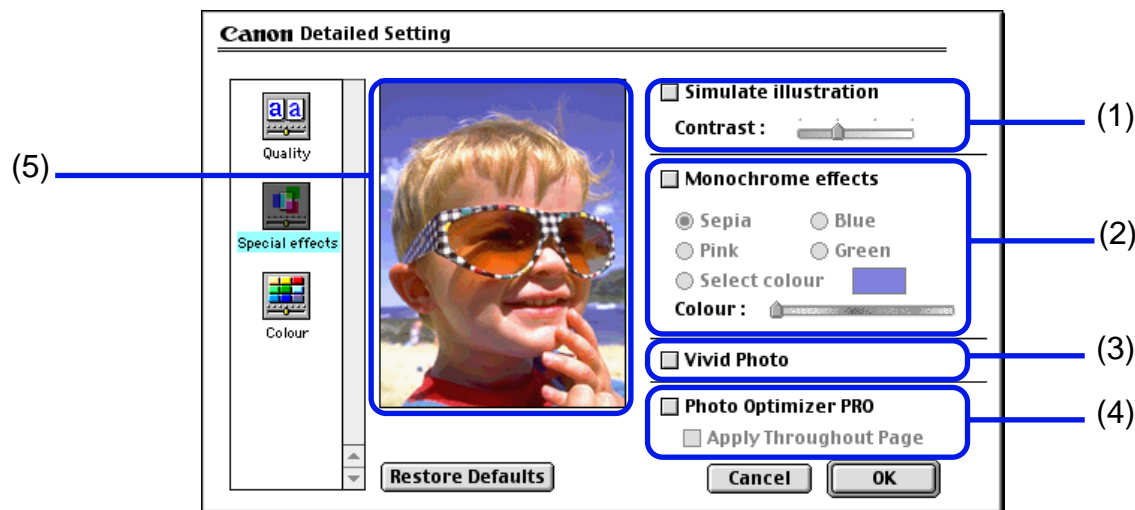 Canon Detailed Setting
aa
Quality
Special effects
Colour
(5)
Simulate illustration
Contrast :
(1)
Monochrome effects
Sepia
Blue
Pink
Green
Select colour
Colour :
(2)
Vivid Photo
(3)
Photo Optimizer PRO
Apply Throughout Page
(4)
Restore Defaults
Cancel
OK